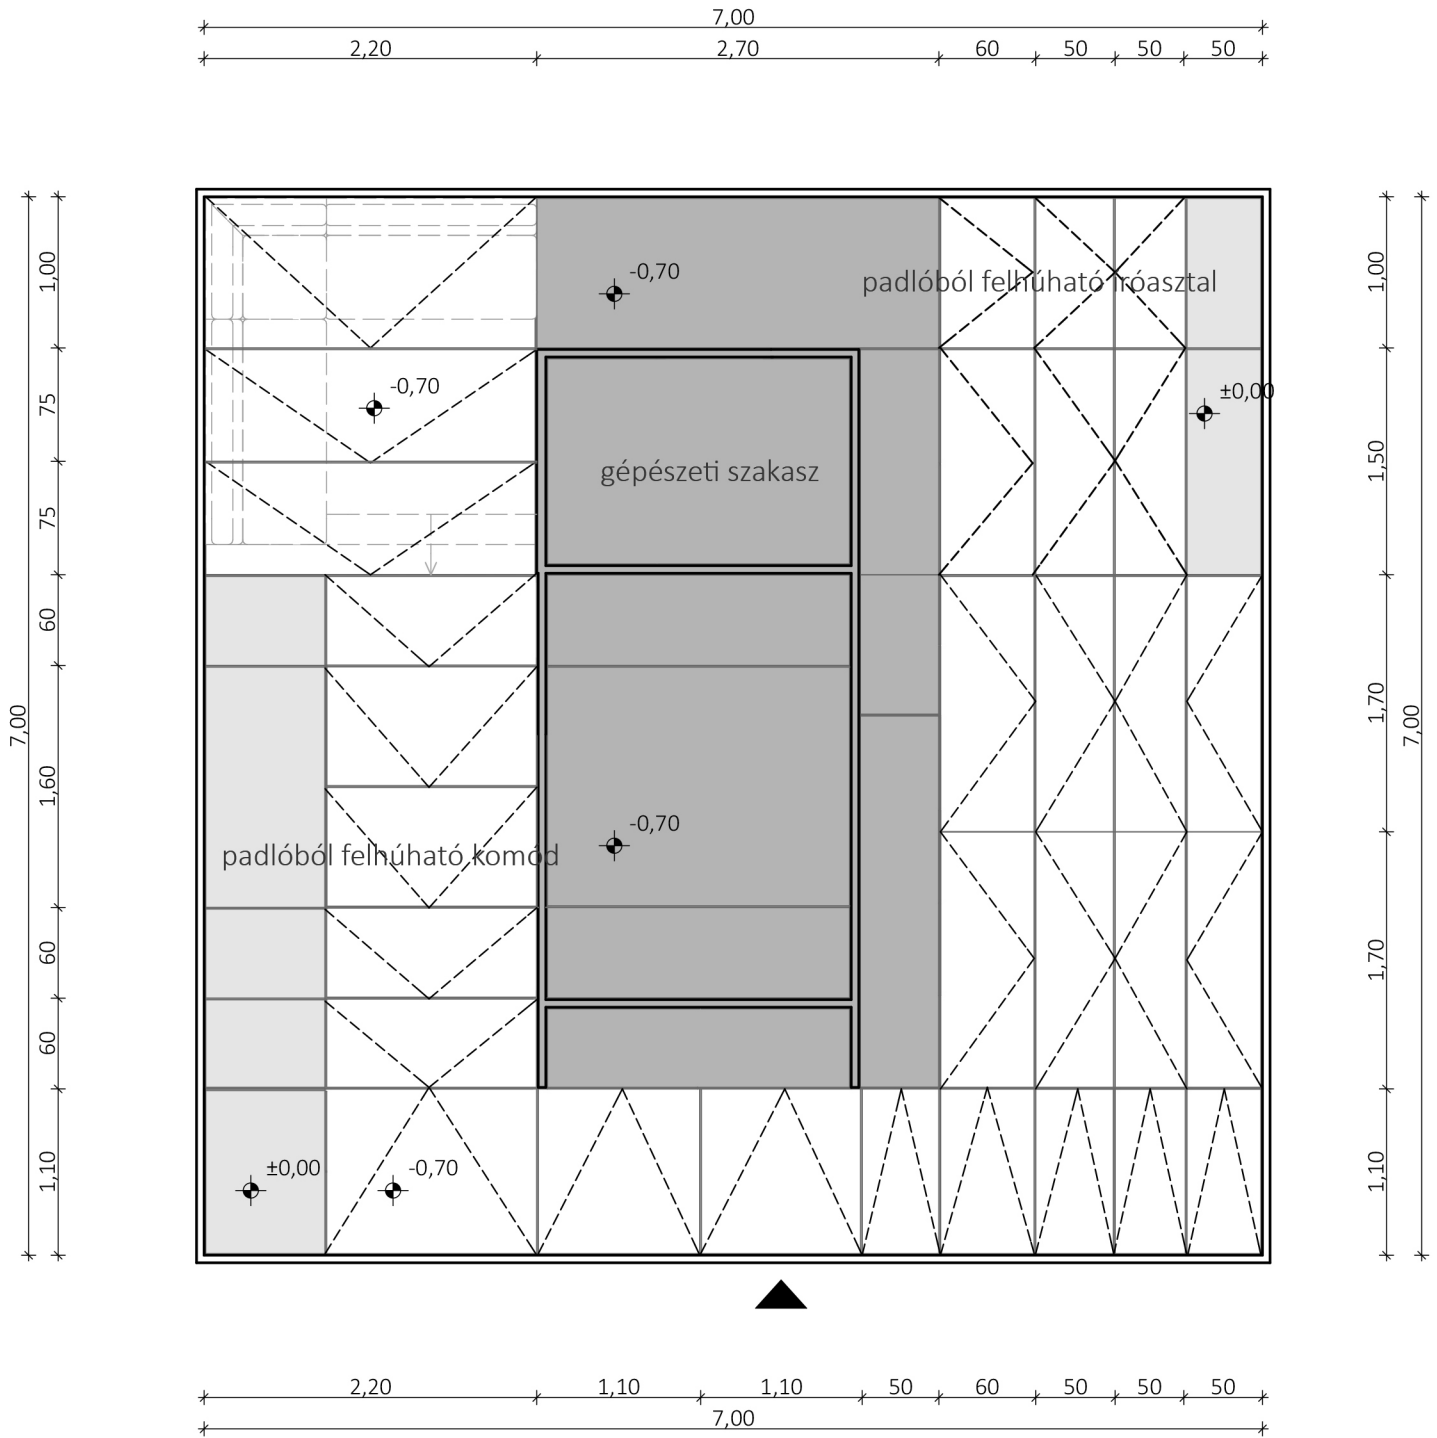 7,00
2,20 2,70 60 50 50 50
1,00 -0,70 padlóból felhúható íróasztal 1,00
75 -0,70 ±0,00
gépészeti szakasz 1,50
75
60
7,00 1,70 7,00
1,60 -0,70
padlóból felhúható komód
60 1,70
60
1,10 ±0,00 -0,70 1,10
2,20 1,10 1,10 50 60 50 50 50
7,00